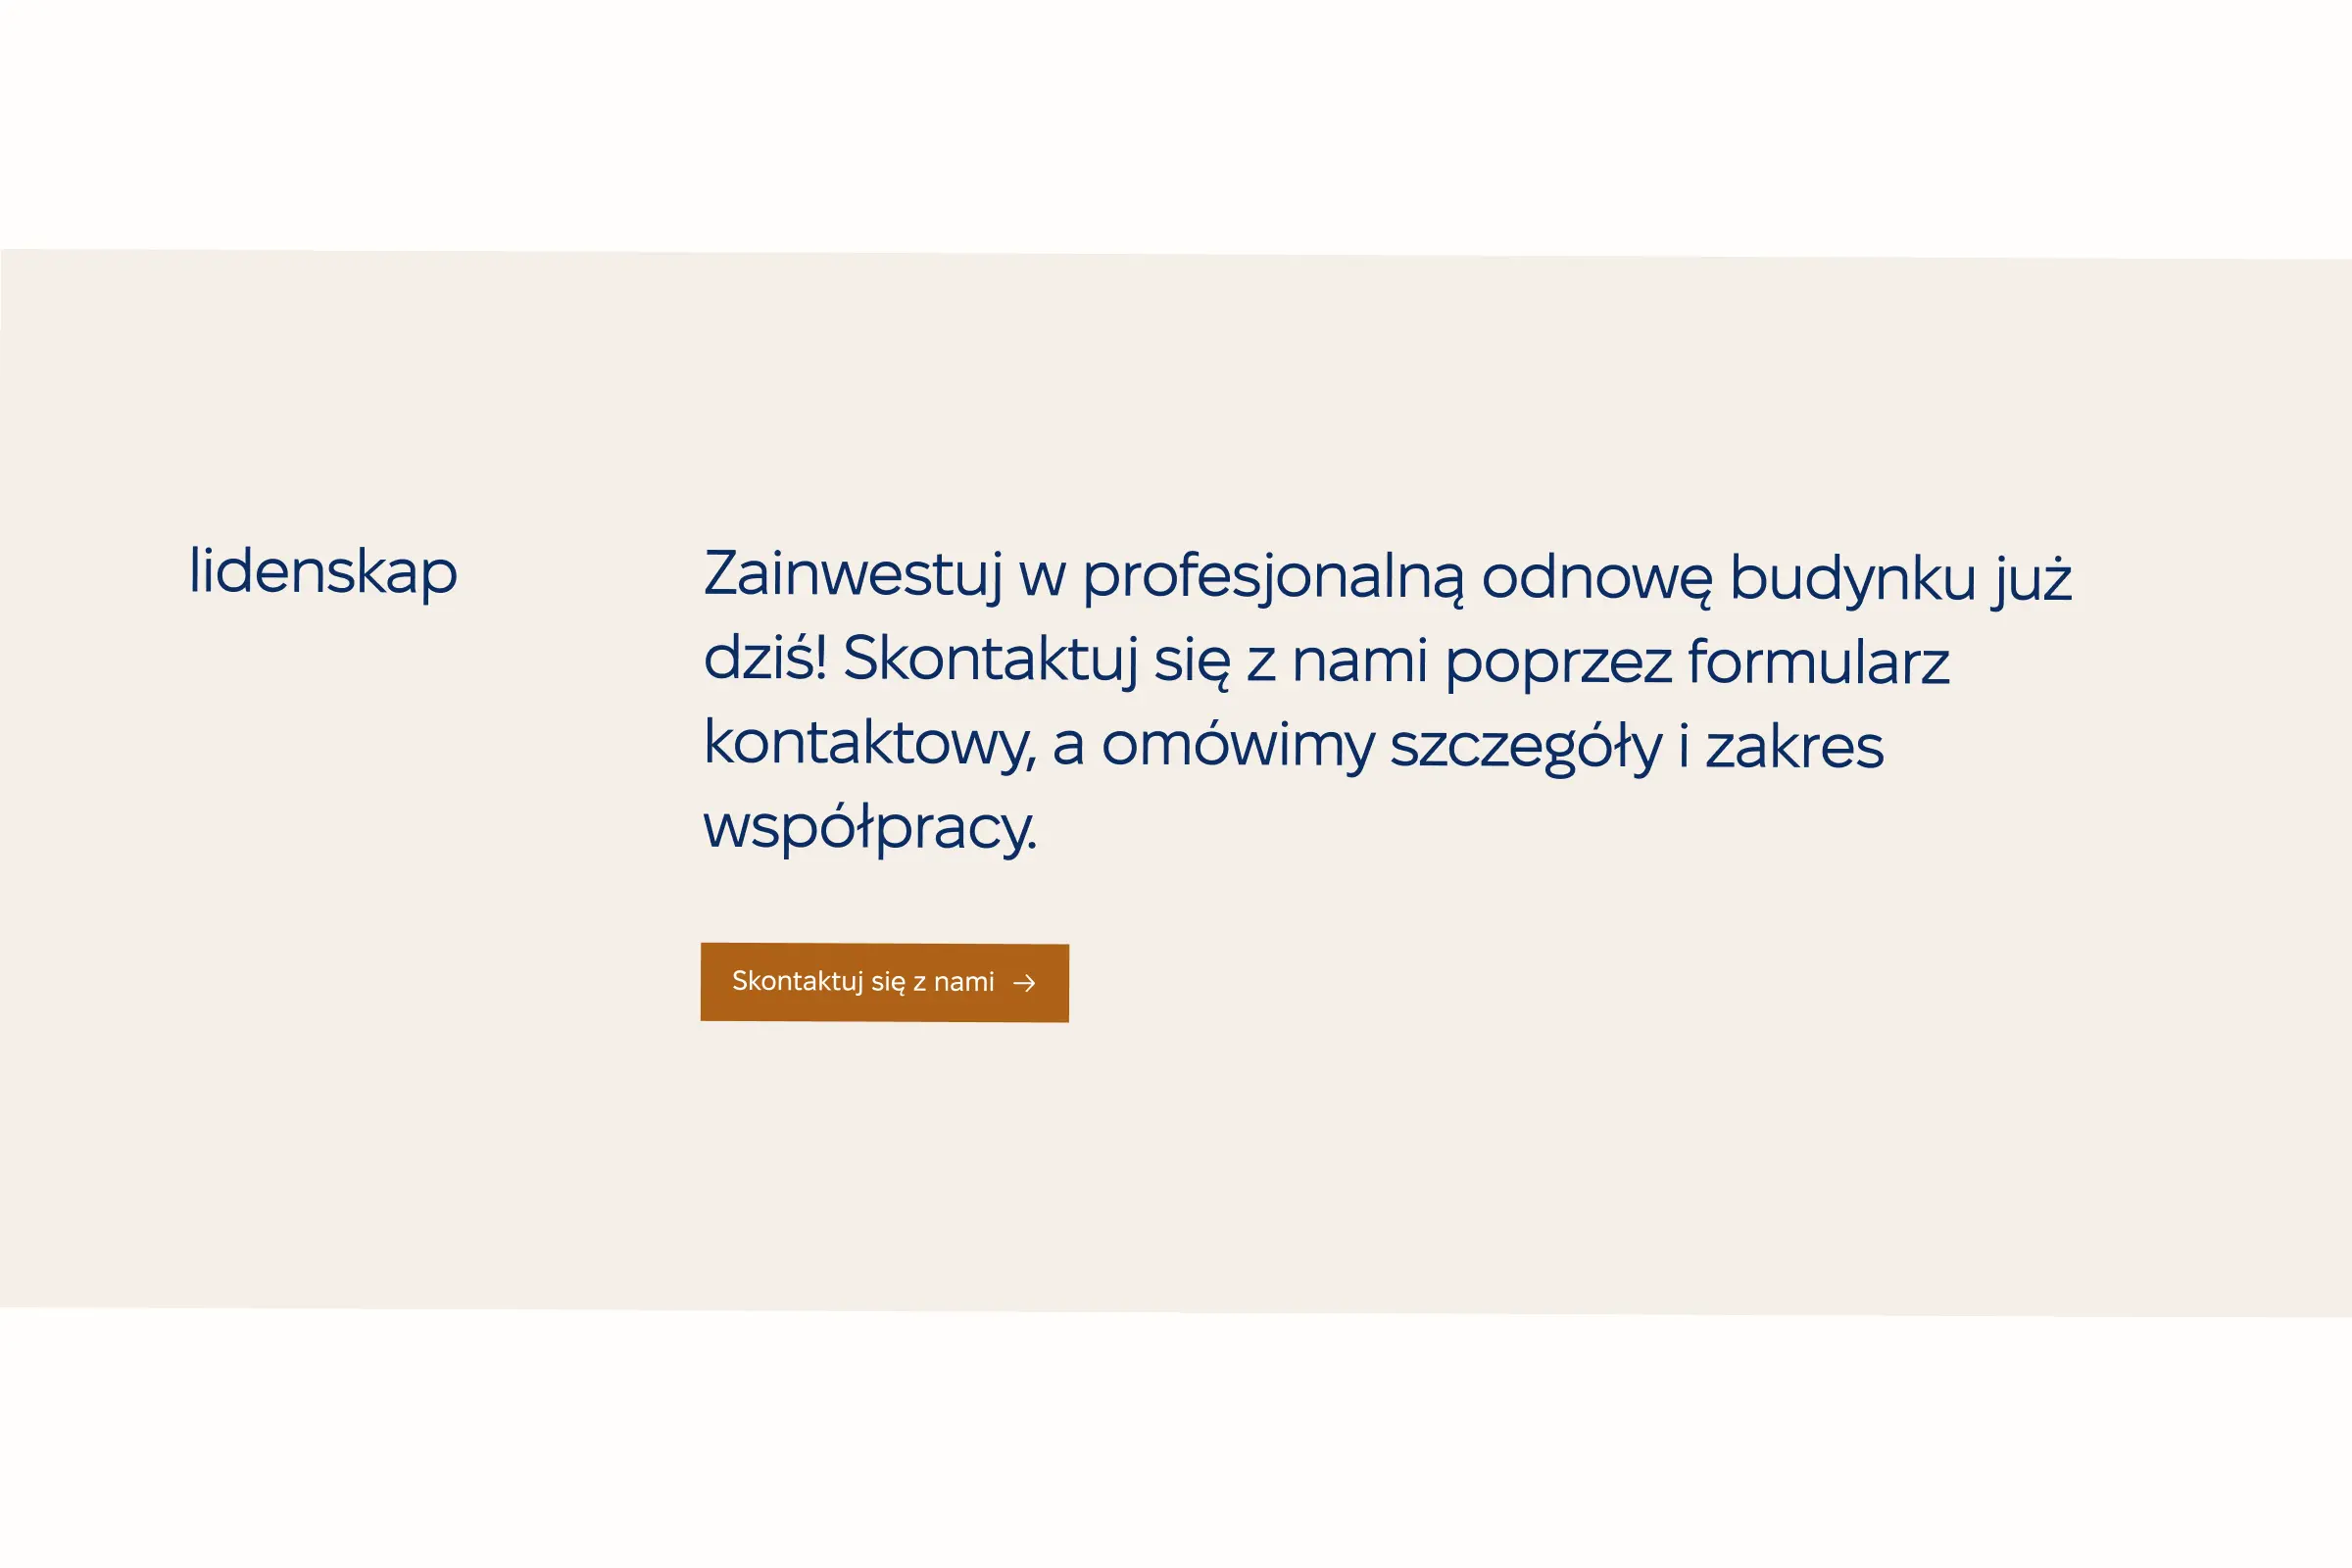 lidenskap
Zainwestuj w profesjonalną odnowę budynku już
dziś! Skontaktuj się z nami poprzez formularz
kontaktowy, a omówimy szczegóły i zakres
współpracy.
Skontaktuj się z nami →